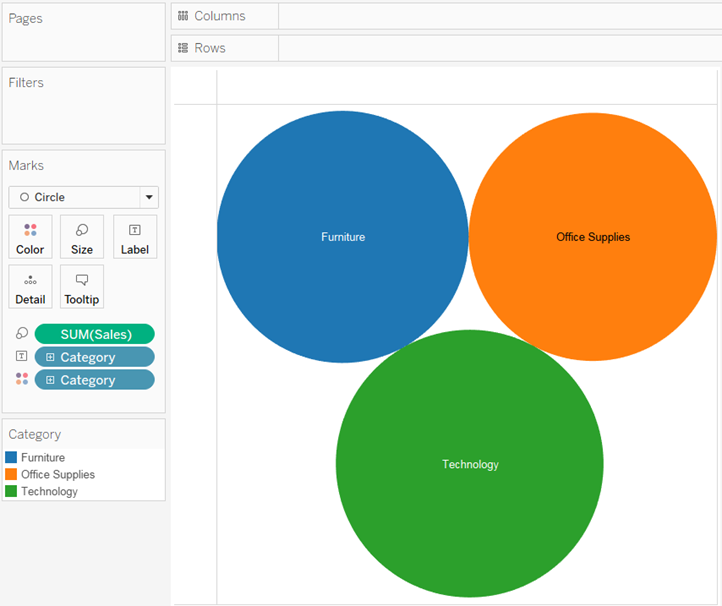 Pages
Columns
Rows
Filters
Marks
Circle
Color Size Label
Detail Tooltip
SUM(Sales)
Category
Category
Category
Furniture
Office Supplies
Technology
Furniture
Office Supplies
Technology